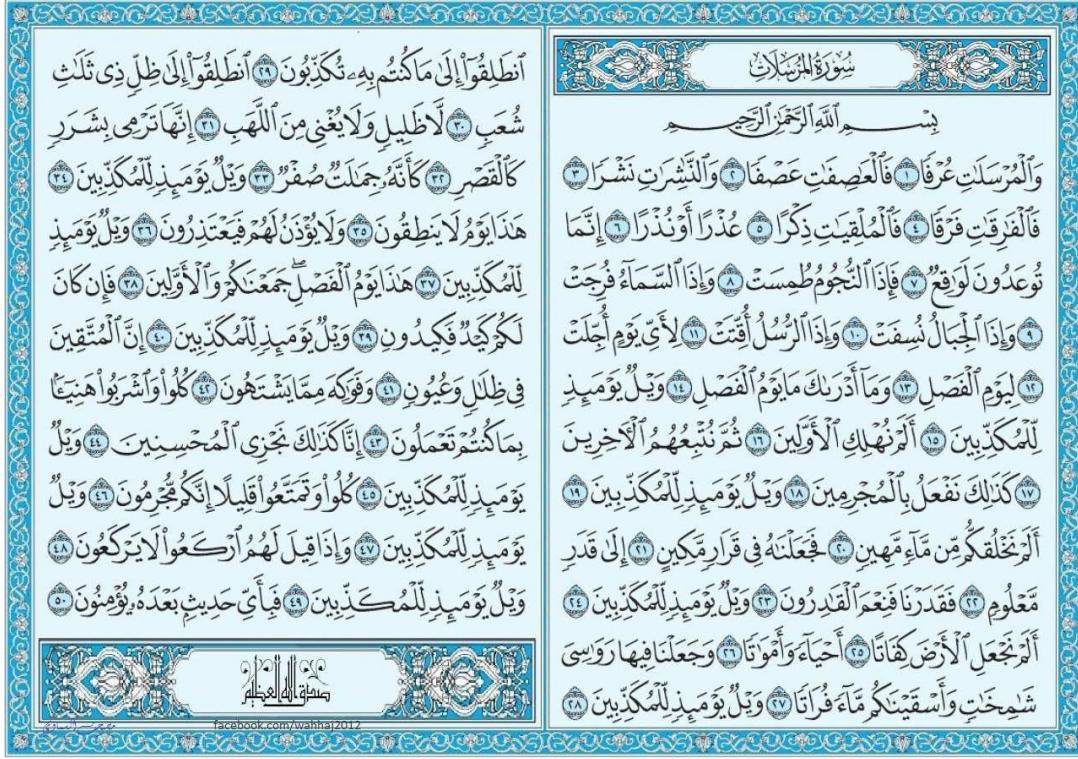 سُورَةُ المُرْسَلَات
بِسْمِ ٱللَّهِ ٱلرَّحْمَٰنِ ٱلرَّحِيمِ
وَٱلْمُرْسَلَٰتِ عُرْفًا ١ فَٱلْعَٰصِفَٰتِ عَصْفًا ٢ وَٱلنَّٰشِرَٰتِ نَشْرًا ٣
فَٱلْفَٰرِقَٰتِ فَرْقًا ٤ فَٱلْمُلْقِيَٰتِ ذِكْرًا ٥ عُذْرًا أَوْ نُذْرًا ٦ إِنَّمَا
تُوعَدُونَ لَوَٰقِعٌ ٧ فَإِذَا ٱلنُّجُومُ طُمِسَتْ ٨ وَإِذَا ٱلسَّمَآءُ فُرِجَتْ
٩ وَإِذَا ٱلْجِبَالُ نُسِفَتْ ١٠ وَإِذَا ٱلرُّسُلُ أُقِّتَتْ ١١ لِأَىِّ يَوْمٍ أُجِّلَتْ
١٢ لِيَوْمِ ٱلْفَصْلِ ١٣ وَمَآ أَدْرَىٰكَ مَا يَوْمُ ٱلْفَصْلِ ١٤ وَيْلٌ يَوْمَئِذٍ
لِّلْمُكَذِّبِينَ ١٥ أَلَمْ نُهْلِكِ ٱلْأَوَّلِينَ ١٦ ثُمَّ نُتْبِعُهُمُ ٱلْءَاخِرِينَ
١٧ كَذَٰلِكَ نَفْعَلُ بِٱلْمُجْرِمِينَ ١٨ وَيْلٌ يَوْمَئِذٍ لِّلْمُكَذِّبِينَ ١٩
أَلَمْ نَخْلُقكُّم مِّن مَّآءٍ مَّهِينٍ ٢٠ فَجَعَلْنَٰهُ فِى قَرَارٍ مَّكِينٍ ٢١ إِلَىٰ قَدَرٍ
مَّعْلُومٍ ٢٢ فَقَدَرْنَا فَنِعْمَ ٱلْقَٰدِرُونَ ٢٣ وَيْلٌ يَوْمَئِذٍ لِّلْمُكَذِّبِينَ ٢٤
أَلَمْ نَجْعَلِ ٱلْأَرْضَ كِفَاتًا ٢٥ أَحْيَآءً وَأَمْوَٰتًا ٢٦ وَجَعَلْنَا فِيهَا رَوَٰسِىَ
شَٰمِخَٰتٍ وَأَسْقَيْنَٰكُم مَّآءً فُرَاتًا ٢٧ وَيْلٌ يَوْمَئِذٍ لِّلْمُكَذِّبِينَ ٢٨
ٱنطَلِقُوٓا۟ إِلَىٰ مَا كُنتُم بِهِۦ تُكَذِّبُونَ ٢٩ ٱنطَلِقُوٓا۟ إِلَىٰ ظِلٍّ ذِى ثَلَٰثِ
شُعَبٍ ٣٠ لَّا ظَلِيلٍ وَلَا يُغْنِى مِنَ ٱللَّهَبِ ٣١ إِنَّهَا تَرْمِى بِشَرَرٍ
كَٱلْقَصْرِ ٣٢ كَأَنَّهُۥ جِمَٰلَتٌ صُفْرٌ ٣٣ وَيْلٌ يَوْمَئِذٍ لِّلْمُكَذِّبِينَ ٣٤
هَٰذَا يَوْمُ لَا يَنطِقُونَ ٣٥ وَلَا يُؤْذَنُ لَهُمْ فَيَعْتَذِرُونَ ٣٦ وَيْلٌ يَوْمَئِذٍ
لِّلْمُكَذِّبِينَ ٣٧ هَٰذَا يَوْمُ ٱلْفَصْلِ ۖ جَمَعْنَٰكُمْ وَٱلْأَوَّلِينَ ٣٨ فَإِن كَانَ
لَكُمْ كَيْدٌ فَكِيدُونِ ٣٩ وَيْلٌ يَوْمَئِذٍ لِّلْمُكَذِّبِينَ ٤٠ إِنَّ ٱلْمُتَّقِينَ
فِى ظِلَٰلٍ وَعُيُونٍ ٤١ وَفَوَٰكِهَ مِمَّا يَشْتَهُونَ ٤٢ كُلُوا۟ وَٱشْرَبُوا۟ هَنِيٓـًٔۢا
بِمَا كُنتُمْ تَعْمَلُونَ ٤٣ إِنَّا كَذَٰلِكَ نَجْزِى ٱلْمُحْسِنِينَ ٤٤ وَيْلٌ
يَوْمَئِذٍ لِّلْمُكَذِّبِينَ ٤٥ كُلُوا۟ وَتَمَتَّعُوا۟ قَلِيلًا إِنَّكُم مُّجْرِمُونَ ٤٦ وَيْلٌ
يَوْمَئِذٍ لِّلْمُكَذِّبِينَ ٤٧ وَإِذَا قِيلَ لَهُمُ ٱرْكَعُوا۟ لَا يَرْكَعُونَ ٤٨
وَيْلٌ يَوْمَئِذٍ لِّلْمُكَذِّبِينَ ٤٩ فَبِأَىِّ حَدِيثٍۭ بَعْدَهُۥ يُؤْمِنُونَ ٥٠
صدق الله العظيم
facebook.com/wahhaj2012